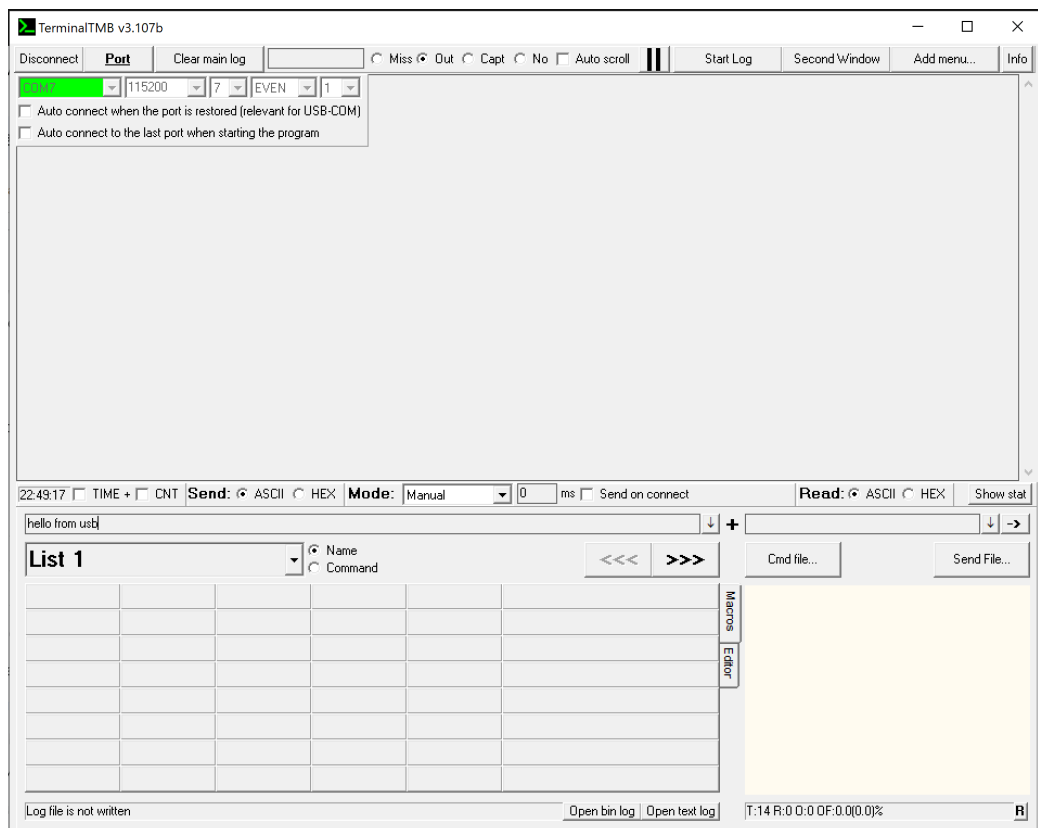 TerminalTMB v3.107b
Disconnect Port Clear main log Miss Out Capt No Auto scroll Start Log Second Window Add menu... Info
COM7 115200 7 EVEN 1
Auto connect when the port is restored (relevant for USB-COM)
Auto connect to the last port when starting the program
22:49:17 TIME + CNT Send: ASCII HEX Mode: Manual 0 ms Send on connect Read: ASCII HEX Show stat
hello from usb ↓ + ↓ ->
List 1 Name <<< >>> Cmd file... Send File...
Command
Macros
Editor
Log file is not written Open bin log Open text log T:14 R:0 O:0 OF:0.0(0.0)% R